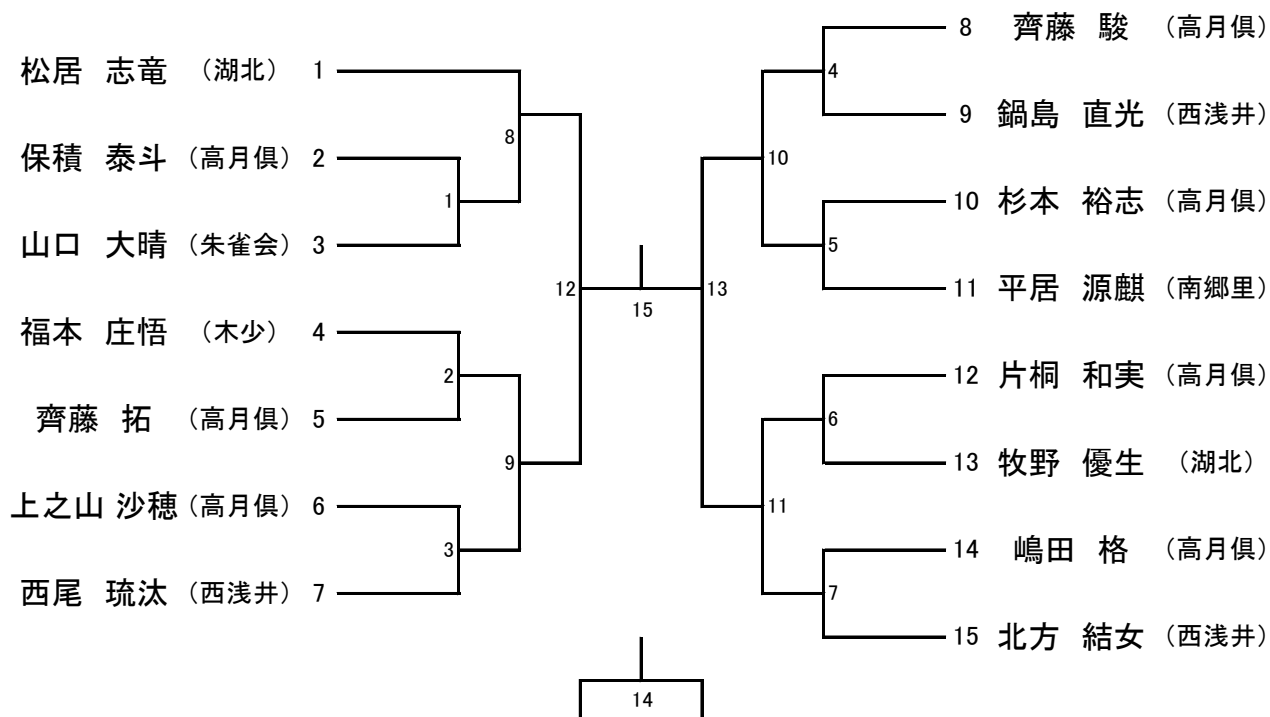 松居 志竜 （湖北） 1
保積 泰斗 （高月倶） 2
山口 大晴 （朱雀会） 3
福本 庄悟 （木少） 4
齊藤 拓 （高月倶） 5
上之山 沙穂 （高月倶） 6
西尾 琉汰 （西浅井） 7
8
1
2
9
3
12
15
13
14
10
11
4
5
6
7
8 齊藤 駿 （高月倶）
9 鍋島 直光 （西浅井）
10 杉本 裕志 （高月倶）
11 平居 源麒 （南郷里）
12 片桐 和実 （高月倶）
13 牧野 優生 （湖北）
14 嶋田 格 （高月倶）
15 北方 結女 （西浅井）